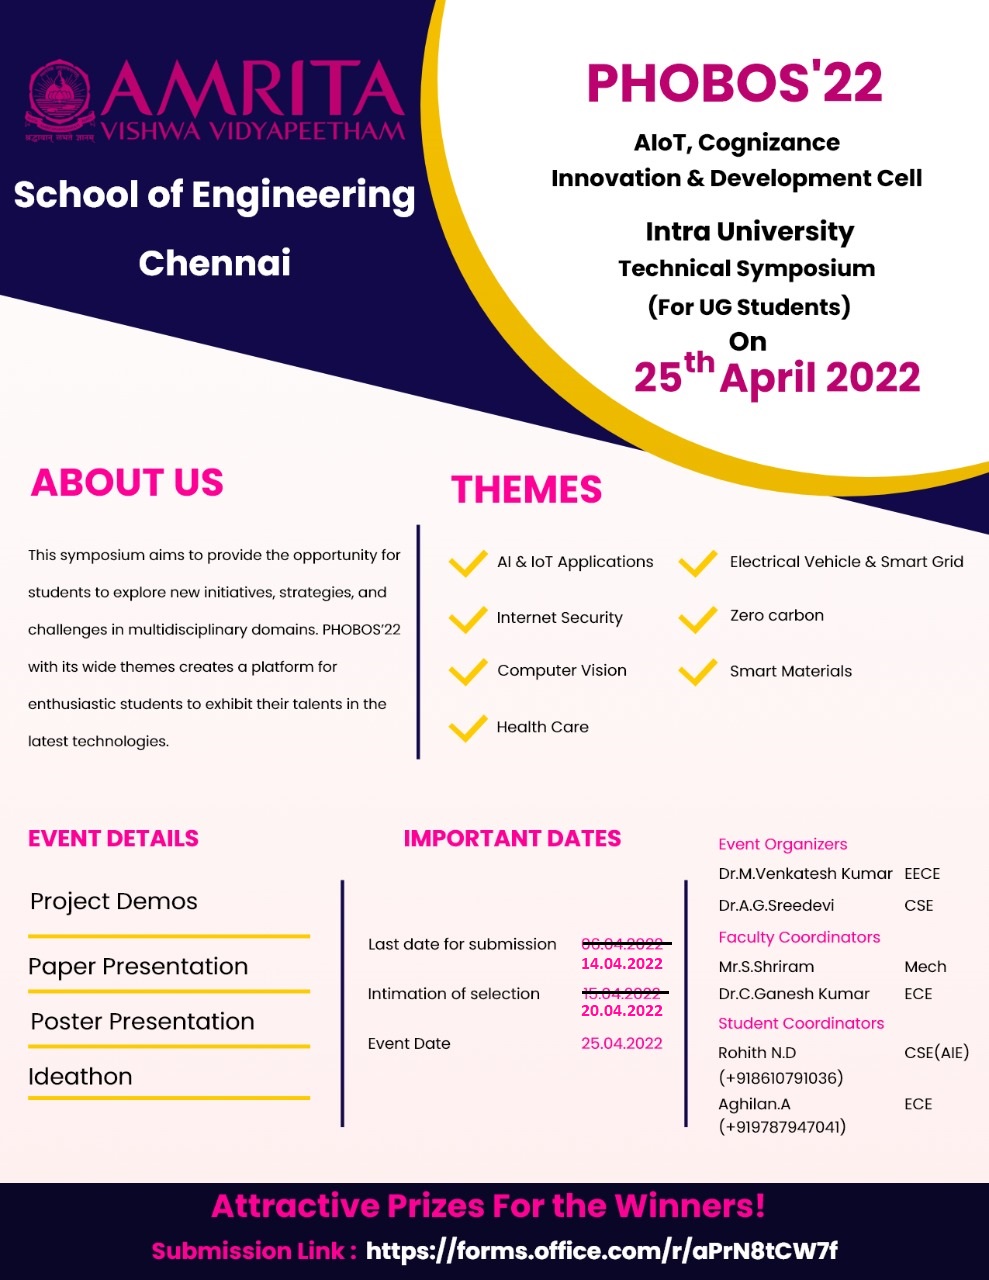 AMRITA
VISHWA VIDYAPEETHAM
श्रद्धावान् लभते ज्ञानम्
School of Engineering
Chennai
PHOBOS'22
AIoT, Cognizance
Innovation & Development Cell
Intra University
Technical Symposium
(For UG Students)
On
25th April 2022
ABOUT US
This symposium aims to provide the opportunity for
students to explore new initiatives, strategies, and
challenges in multidisciplinary domains. PHOBOS'22
with its wide themes creates a platform for
enthusiastic students to exhibit their talents in the
latest technologies.
THEMES
AI & IoT Applications
Internet Security
Computer Vision
Health Care
Electrical Vehicle & Smart Grid
Zero carbon
Smart Materials
EVENT DETAILS
Project Demos
Paper Presentation
Poster Presentation
Ideathon
IMPORTANT DATES
Last date for submission 06.04.2022
14.04.2022
Intimation of selection 15.04.2022
20.04.2022
Event Date 25.04.2022
Event Organizers
Dr.M.Venkatesh Kumar EECE
Dr.A.G.Sreedevi CSE
Faculty Coordinators
Mr.S.Shriram Mech
Dr.C.Ganesh Kumar ECE
Student Coordinators
Rohith N.D CSE(AIE)
(+918610791036)
Aghilan.A ECE
(+919787947041)
Attractive Prizes For the Winners!
Submission Link : https://forms.office.com/r/aPrN8tCW7f